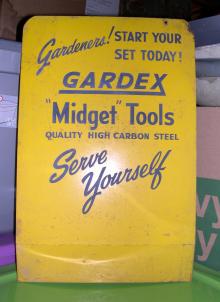 Gardeners! START YOUR
SET TODAY!
GARDEX
"Midget" Tools
QUALITY HIGH CARBON STEEL
Serve
Yourself